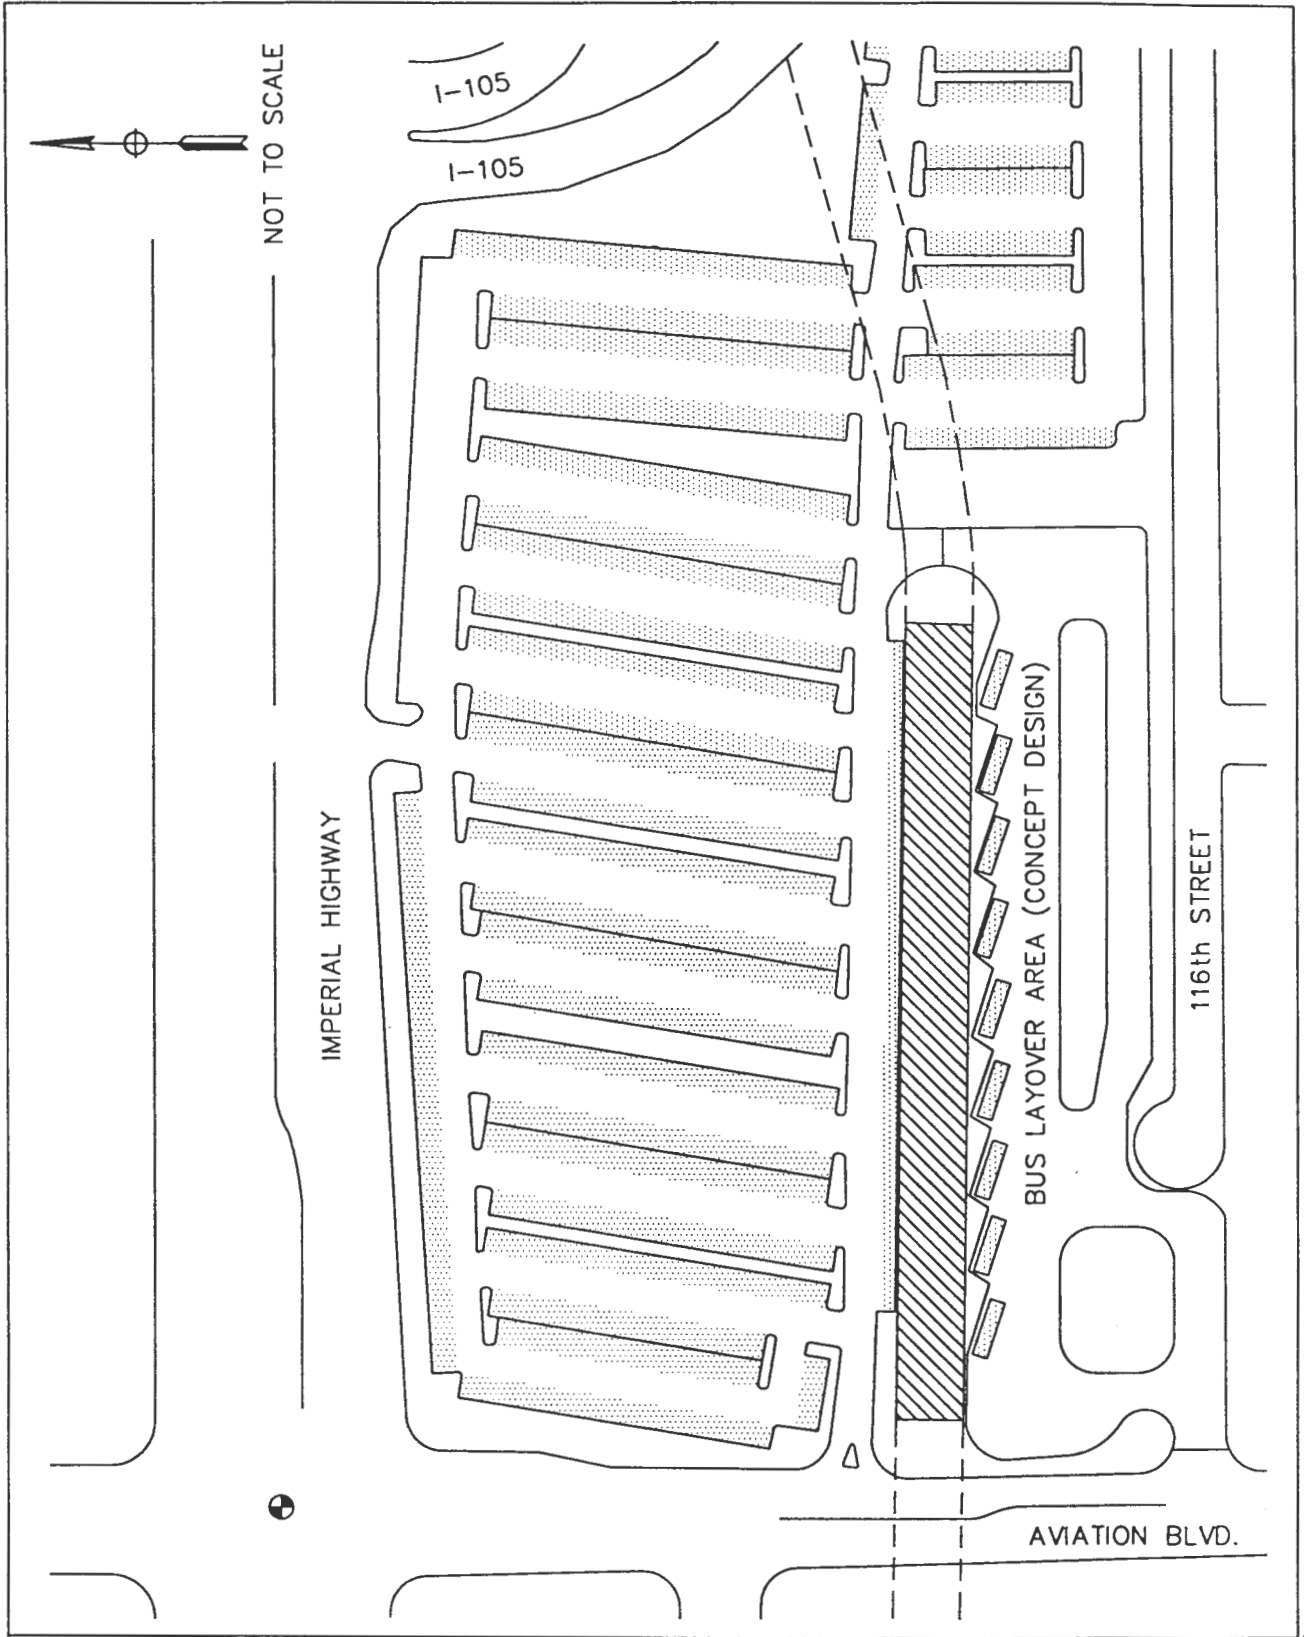 NOT TO SCALE
I-105
I-105
IMPERIAL HIGHWAY
BUS LAYOVER AREA (CONCEPT DESIGN)
116th STREET
AVIATION BLVD.